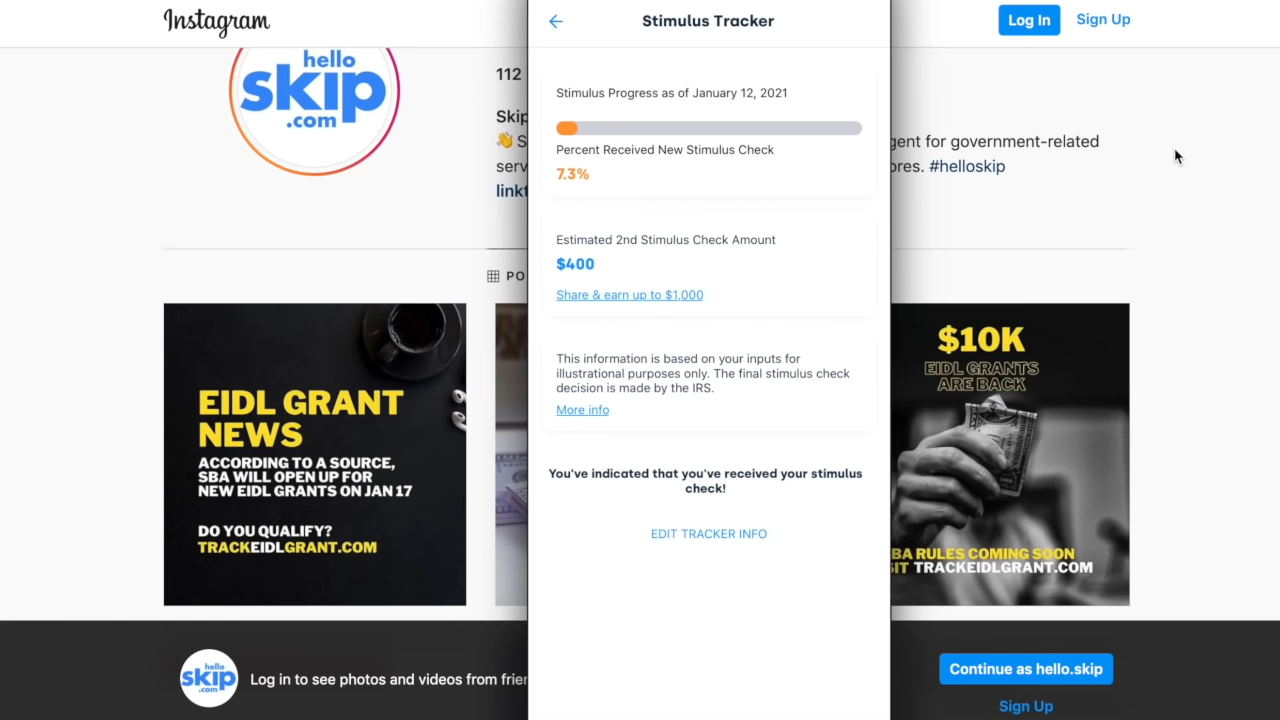 Instagram
Log In
Sign Up
hello
skip
.com
112
Skip
👋 S
serv
linkt
gent for government-related
ores. #helloskip
PO
Stimulus Tracker
Stimulus Progress as of January 12, 2021
Percent Received New Stimulus Check
7.3%
Estimated 2nd Stimulus Check Amount
$400
Share & earn up to $1,000
This information is based on your inputs for
illustrational purposes only. The final stimulus check
decision is made by the IRS.
More info
You've indicated that you've received your stimulus
check!
EDIT TRACKER INFO
EIDL GRANT
NEWS
ACCORDING TO A SOURCE,
SBA WILL OPEN UP FOR
NEW EIDL GRANTS ON JAN 17
DO YOU QUALIFY?
TRACKEIDLGRANT.COM
$10K
EIDL GRANTS
ARE BACK
BA RULES COMING SOON
IT TRACKEIDLGRANT.COM
hello
skip
.com
Log in to see photos and videos from frien
Continue as hello.skip
Sign Up